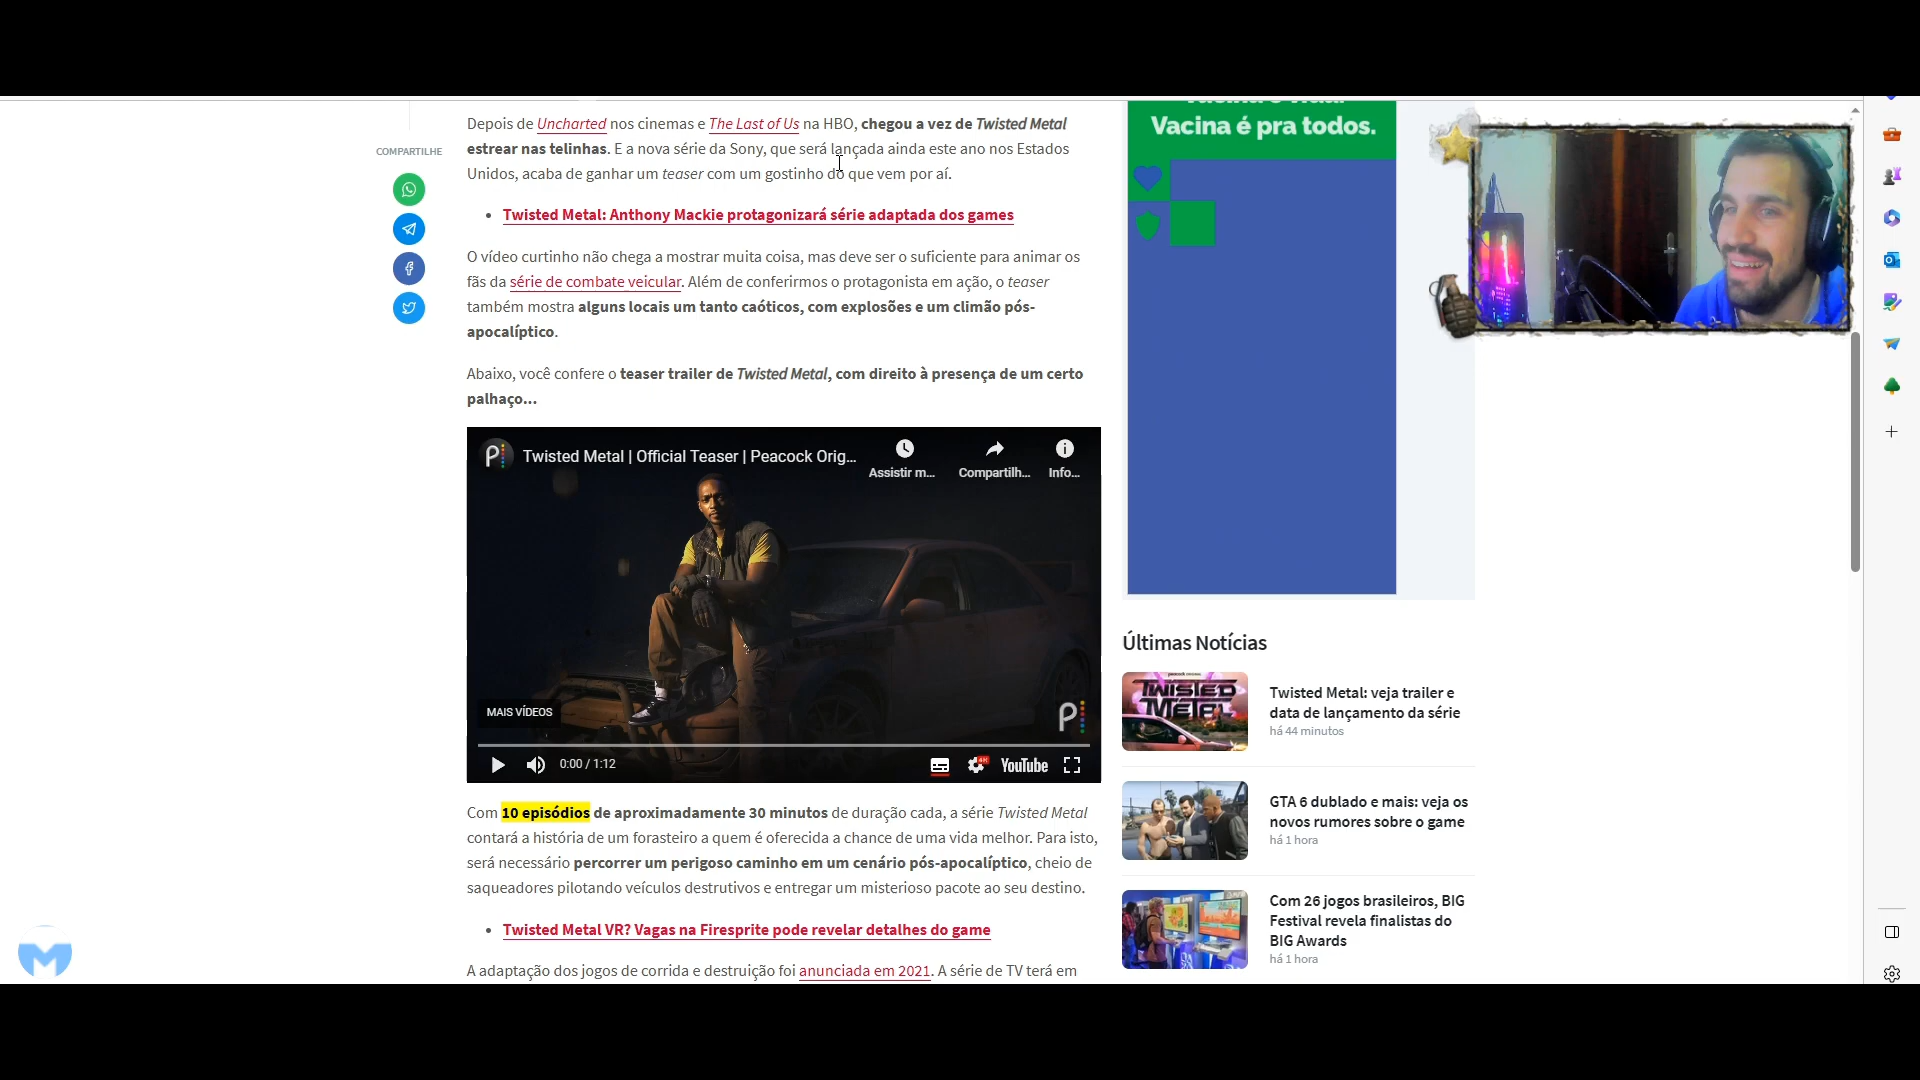 Depois de Uncharted nos cinemas e The Last of Us na HBO, chegou a vez de Twisted Metal
estrear nas telinhas. E a nova série da Sony, que será lançada ainda este ano nos Estados
Unidos, acaba de ganhar um teaser com um gostinho do que vem por aí.
COMPARTILHE
• Twisted Metal: Anthony Mackie protagonizará série adaptada dos games
O vídeo curtinho não chega a mostrar muita coisa, mas deve ser o suficiente para animar os
fãs da série de combate veicular. Além de conferirmos o protagonista em ação, o teaser
também mostra alguns locais um tanto caóticos, com explosões e um climão pós-
apocalíptico.
Abaixo, você confere o teaser trailer de Twisted Metal, com direito à presença de um certo
palhaço...
Twisted Metal | Official Teaser | Peacock Orig...
Assistir m...
Compartilh...
Info...
MAIS VÍDEOS
0:00 / 1:12
YouTube
Com 10 episódios de aproximadamente 30 minutos de duração cada, a série Twisted Metal
contará a história de um forasteiro a quem é oferecida a chance de uma vida melhor. Para isto,
será necessário percorrer um perigoso caminho em um cenário pós-apocalíptico, cheio de
saqueadores pilotando veículos destrutivos e entregar um misterioso pacote ao seu destino.
• Twisted Metal VR? Vagas na Firesprite pode revelar detalhes do game
A adaptação dos jogos de corrida e destruição foi anunciada em 2021. A série de TV terá em
Vacina é pra todos.
Últimas Notícias
TWISTED
METAL
Twisted Metal: veja trailer e
data de lançamento da série
há 44 minutos
GTA 6 dublado e mais: veja os
novos rumores sobre o game
há 1 hora
Com 26 jogos brasileiros, BIG
Festival revela finalistas do
BIG Awards
há 1 hora